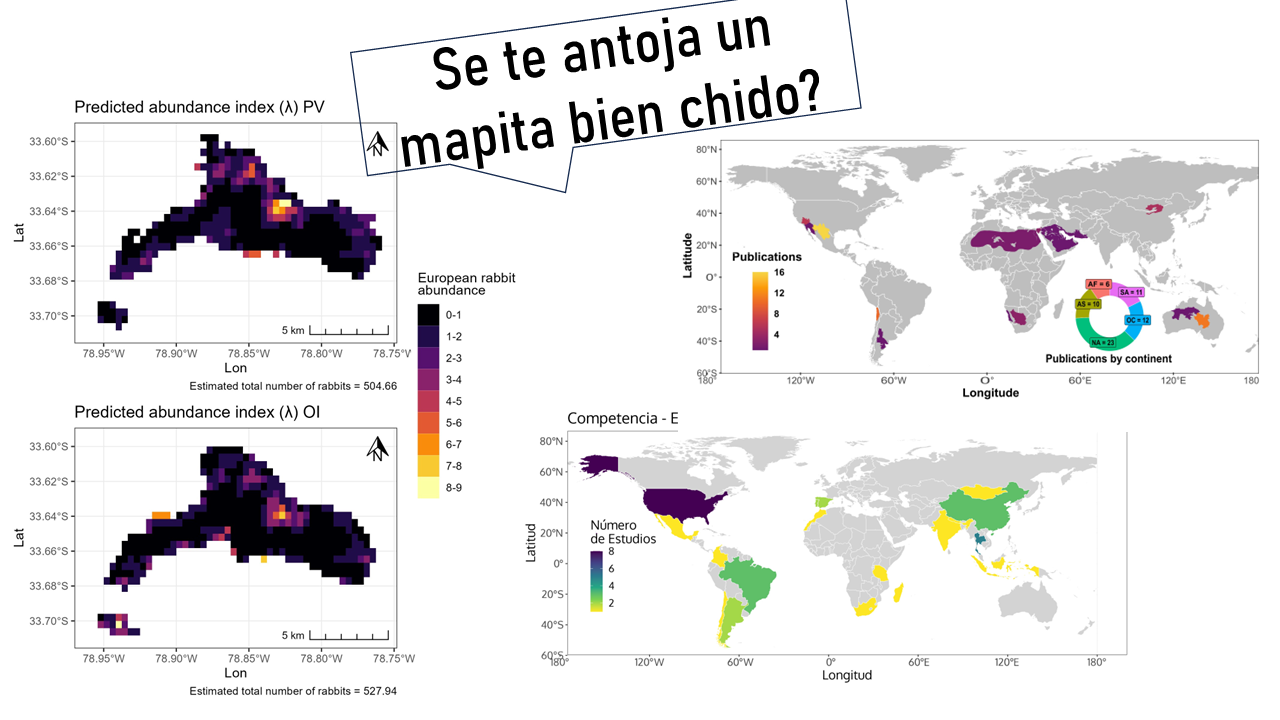 Se te antoja un
mapita bien chido?
Predicted abundance index (λ) PV
33.60°S
33.62°S
33.64°S
33.66°S
33.68°S
33.70°S
Lat
5 km
78.95°W 78.90°W 78.85°W 78.80°W 78.75°W
Lon
Estimated total number of rabbits = 504.66
Predicted abundance index (λ) OI
33.60°S
33.62°S
33.64°S
33.66°S
33.68°S
33.70°S
Lat
5 km
78.95°W 78.90°W 78.85°W 78.80°W 78.75°W
Lon
Estimated total number of rabbits = 527.94
European rabbit
abundance
0-1
1-2
2-3
3-4
4-5
5-6
6-7
7-8
8-9
80°N
60°N
40°N
20°N
0°
20°S
40°S
60°S
Latitude
Publications
16
12
8
4
AF = 6
SA = 11
AS = 10
OC = 12
NA = 23
Publications by continent
180° 120°W 60°W 0° 60°E 120°E 180
Longitude
Competencia - E
80°N
60°N
40°N
20°N
0°
20°S
40°S
60°S
Latitud
Número
de Estudios
8
6
4
2
180° 120°W 60°W 0° 60°E 120°E 180°
Longitud